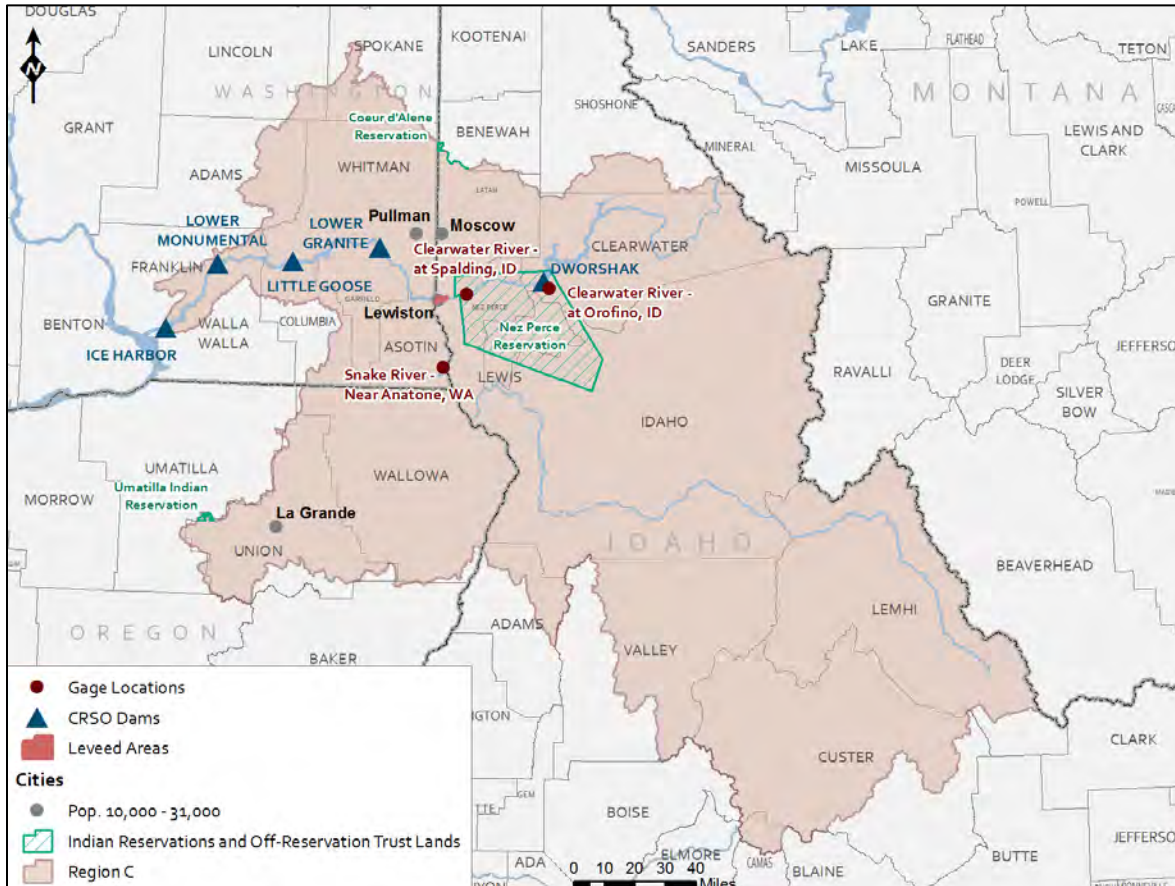 DOUGLAS
LINCOLN
SPOKANE
KOOTENAI
SANDERS
LAKE
FLATHEAD
TETON
N
WASHINGTON
SHOSHONE
MONTANA
GRANT
Coeur d'Alene
Reservation
BENEWAH
MINERAL
LEWIS AND
CLARK
MISSOULA
ADAMS
WHITMAN
LATAH
POWELL
LOWER
MONUMENTAL
LOWER
GRANITE
Pullman
Moscow
CLEARWATER
Clearwater River -
at Spalding, ID
FRANKLIN
DWORSHAK
LITTLE GOOSE
GARFIELD
Clearwater River -
at Orofino, ID
GRANITE
BENTON
WALLA
WALLA
COLUMBIA
Lewiston
NEZ PERCE
Nez Perce
Reservation
JEFFERSO
ICE HARBOR
ASOTIN
DEER
LODGE
Snake River -
Near Anatone, WA
LEWIS
RAVALLI
SILVER
BOW
IDAHO
UMATILLA
WALLOWA
MORROW
Umatilla Indian
Reservation
La Grande
UNION
IDAHO
BEAVERHEAD
LEMHI
OREGON
ADAMS
BAKER
VALLEY
Gage Locations
CRSO Dams
Leveed Areas
Cities
Pop. 10,000 - 31,000
Indian Reservations and Off-Reservation Trust Lands
Region C
INGTON
CLARK
CUSTER
GEM
BOISE
JEFFER
ADA
ELMORE
CAMAS
BLAINE
BUTTE
0 10 20 30 40
Miles